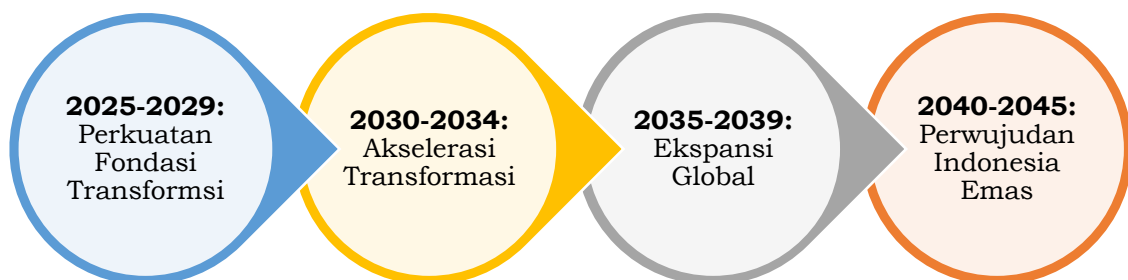 2025-2029:
Perkuatan
Fondasi
Transformsi
2030-2034:
Akselerasi
Transformasi
2035-2039:
Ekspansi
Global
2040-2045:
Perwujudan
Indonesia
Emas